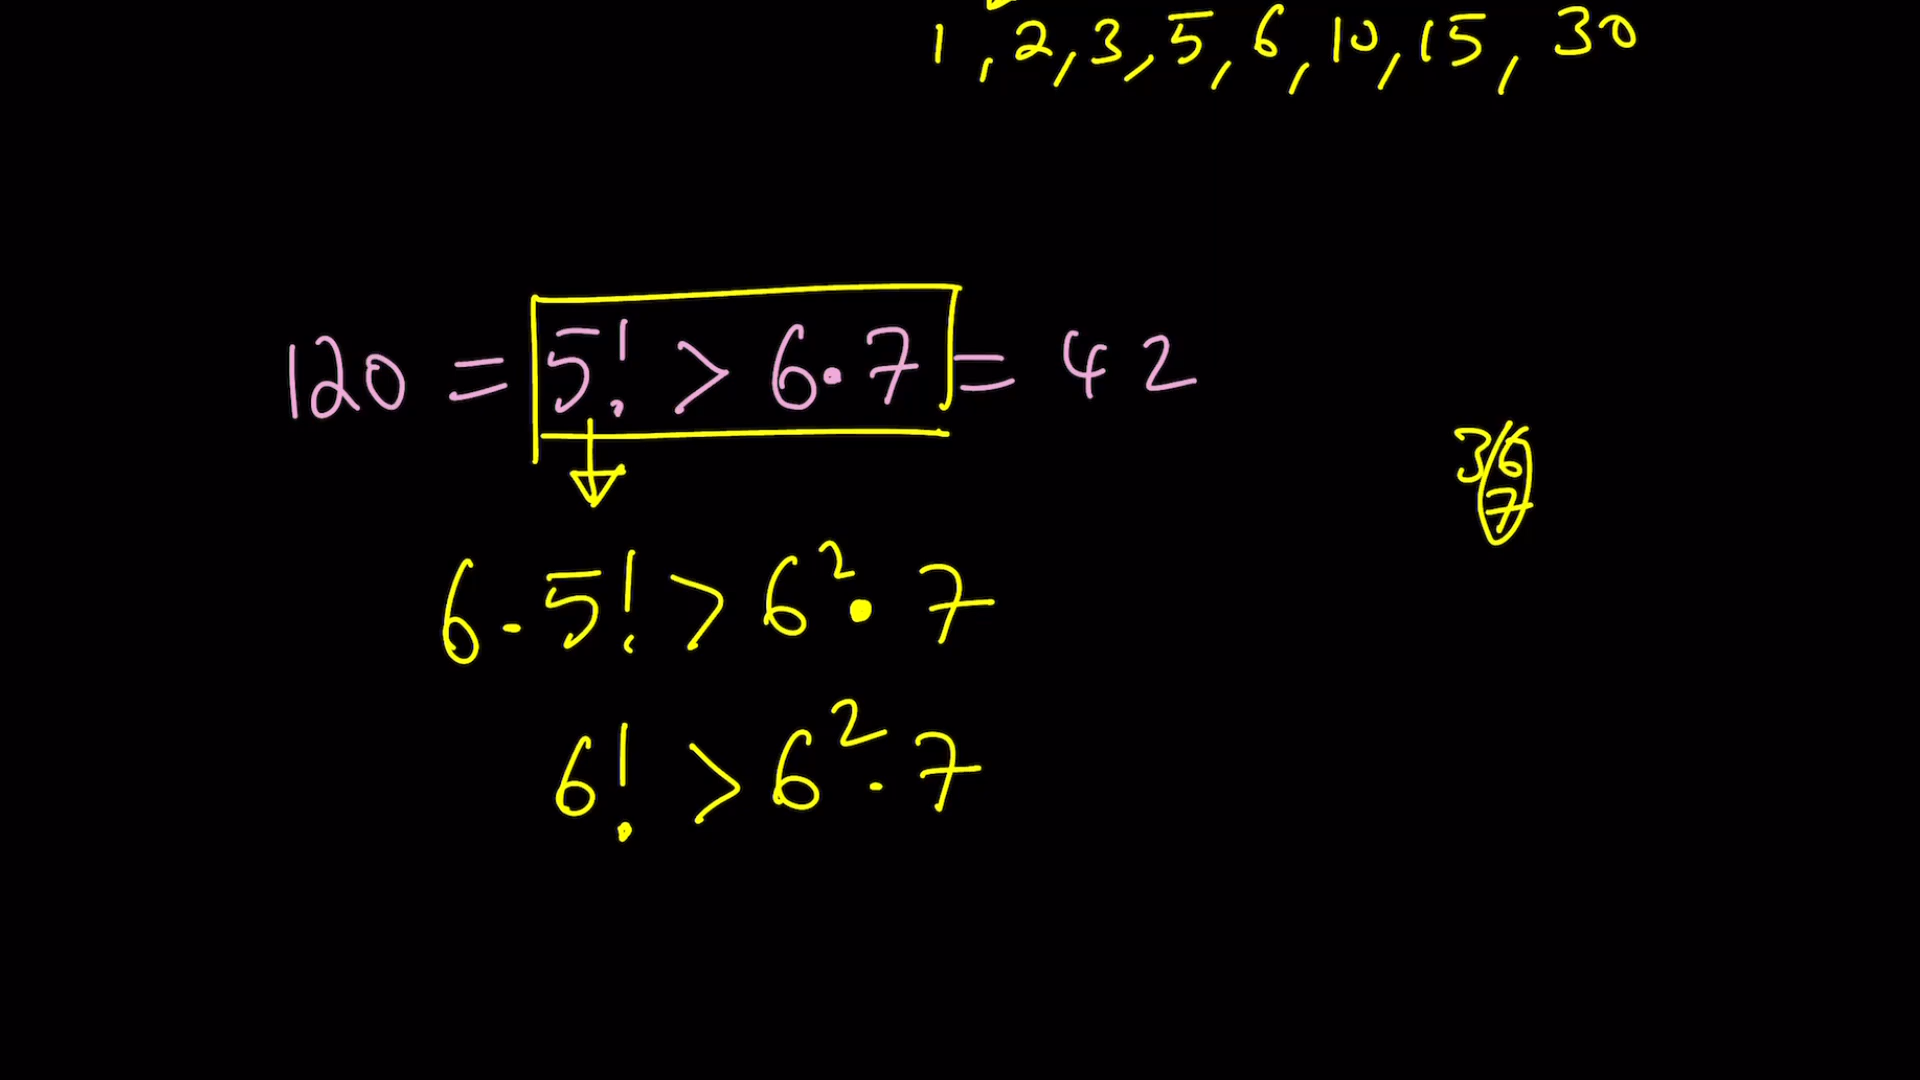 1, 2, 3, 5, 6, 10, 15, 30
120 = 5! > 6·7 = 42
36
7
6·5! > 6²·7
6! > 6²·7